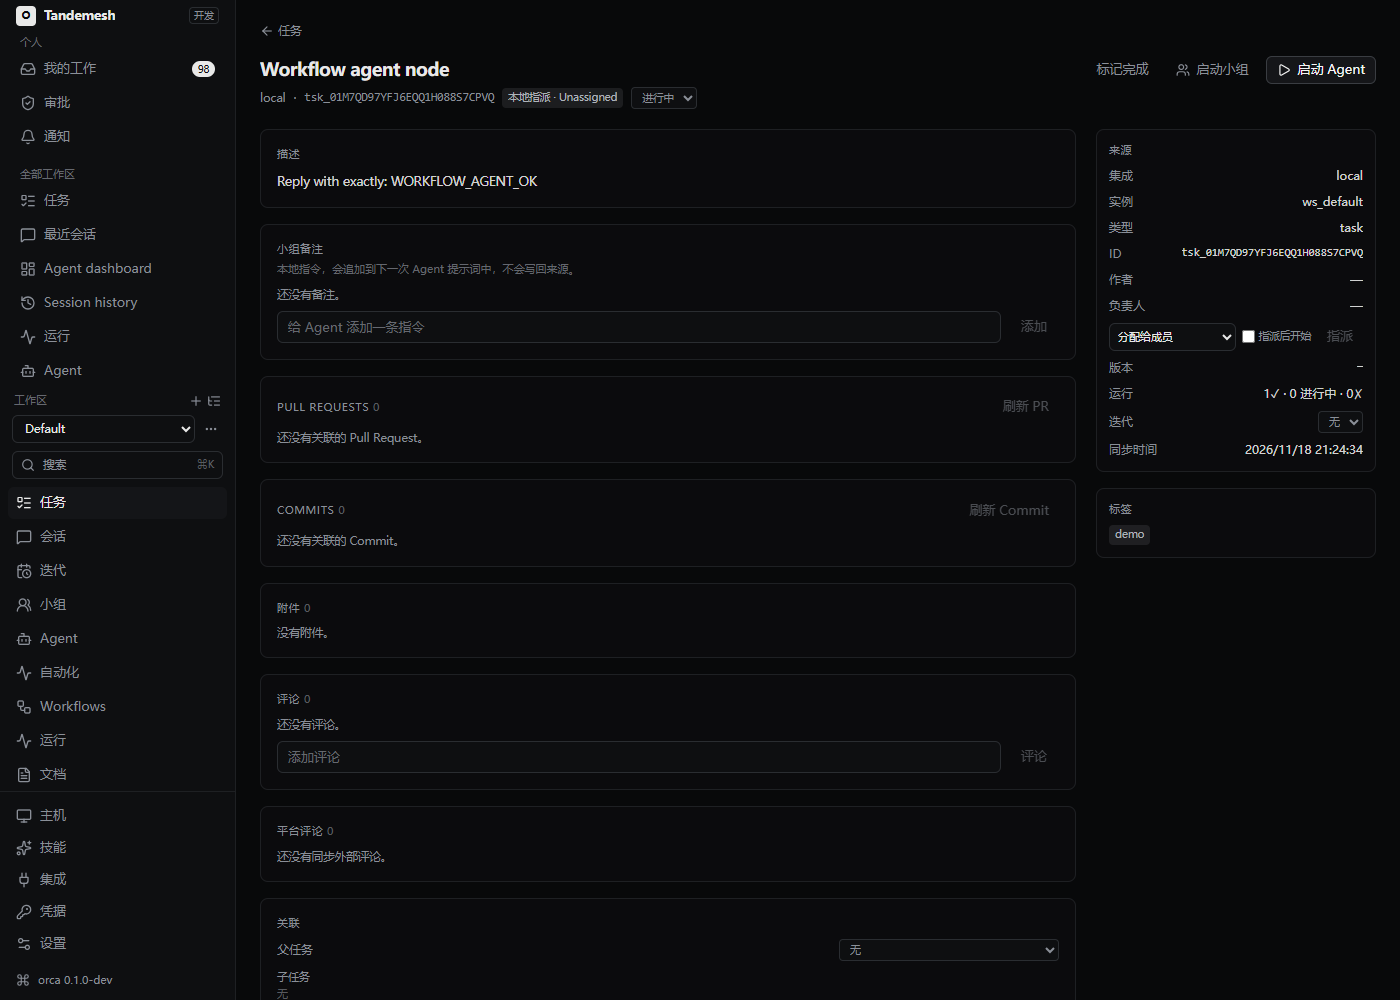 Tandemesh 开发
个人
我的工作 98
审批
通知
全部工作区
任务
最近会话
Agent dashboard
Session history
运行
Agent
工作区
Default
搜索 ⌘K
任务
会话
迭代
小组
Agent
自动化
Workflows
运行
文档
主机
技能
集成
凭据
设置
orca 0.1.0-dev
← 任务
Workflow agent node
标记完成 启动小组 启动 Agent
local · tsk_01M7QD97YFJ6EQQ1H088S7CPVQ 本地指派 · Unassigned 进行中
描述
Reply with exactly: WORKFLOW_AGENT_OK
小组备注
本地指令，会追加到下一次 Agent 提示词中，不会写回来源。
还没有备注。
给 Agent 添加一条指令 添加
PULL REQUESTS 0 刷新 PR
还没有关联的 Pull Request。
COMMITS 0 刷新 Commit
还没有关联的 Commit。
附件 0
没有附件。
评论 0
还没有评论。
添加评论 评论
平台评论 0
还没有同步外部评论。
关联
父任务 无
子任务
无
来源
集成 local
实例 ws_default
类型 task
ID tsk_01M7QD97YFJ6EQQ1H088S7CPVQ
作者 —
负责人 —
分配给成员 指派后开始 指派
版本 –
运行 1✓ · 0 进行中 · 0✗
迭代 无
同步时间 2026/11/18 21:24:34
标签
demo